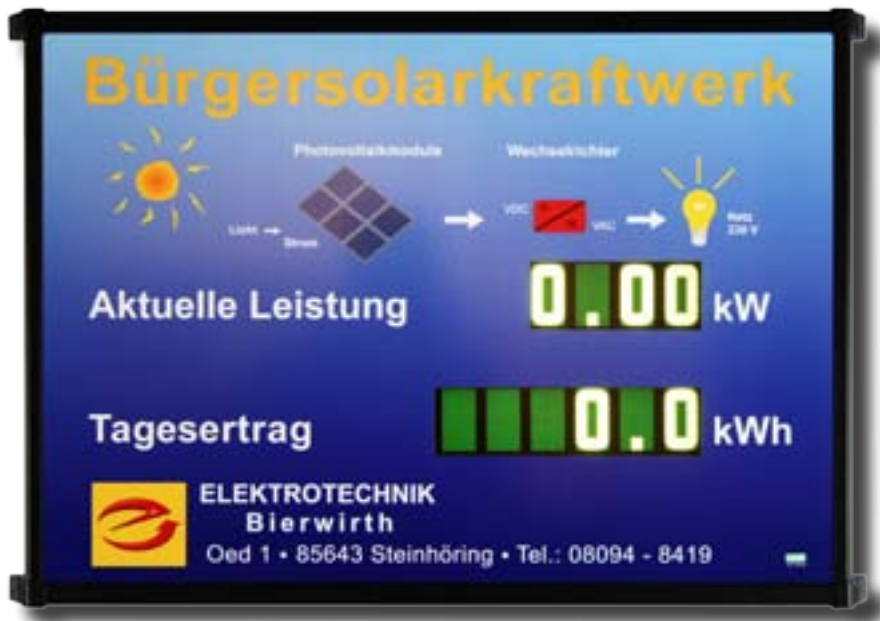 Bürgersolarkraftwerk
Photovoltaikmodule
Wechselrichter
Licht → Strom
VDC
VAC
Netz
230 V
Aktuelle Leistung 0.00 kW
Tagesertrag 0.0 kWh
ELEKTROTECHNIK
Bierwirth
Oed 1 • 85643 Steinhöring • Tel.: 08094 - 8419